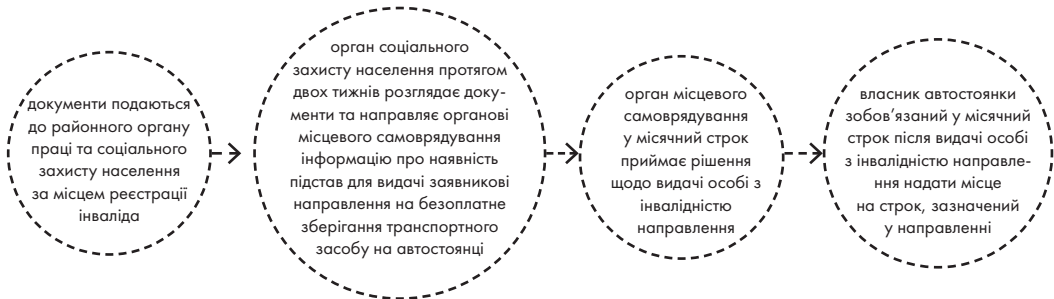 документи подаються
до районного органу
праці та соціального
захисту населення
за місцем реєстрації
інваліда
орган соціального
захисту населення протягом
двох тижнів розглядає доку-
менти та направляє органові
місцевого самоврядування
інформацію про наявність
підстав для видачі заявникові
направлення на безоплатне
зберігання транспортного
засобу на автостоянці
орган місцевого
самоврядування
у місячний строк
приймає рішення
щодо видачі особі з
інвалідністю
направлення
власник автостоянки
зобов’язаний у місячний
строк після видачі особі
з інвалідністю направле-
ння надати місце
на строк, зазначений
у направленні